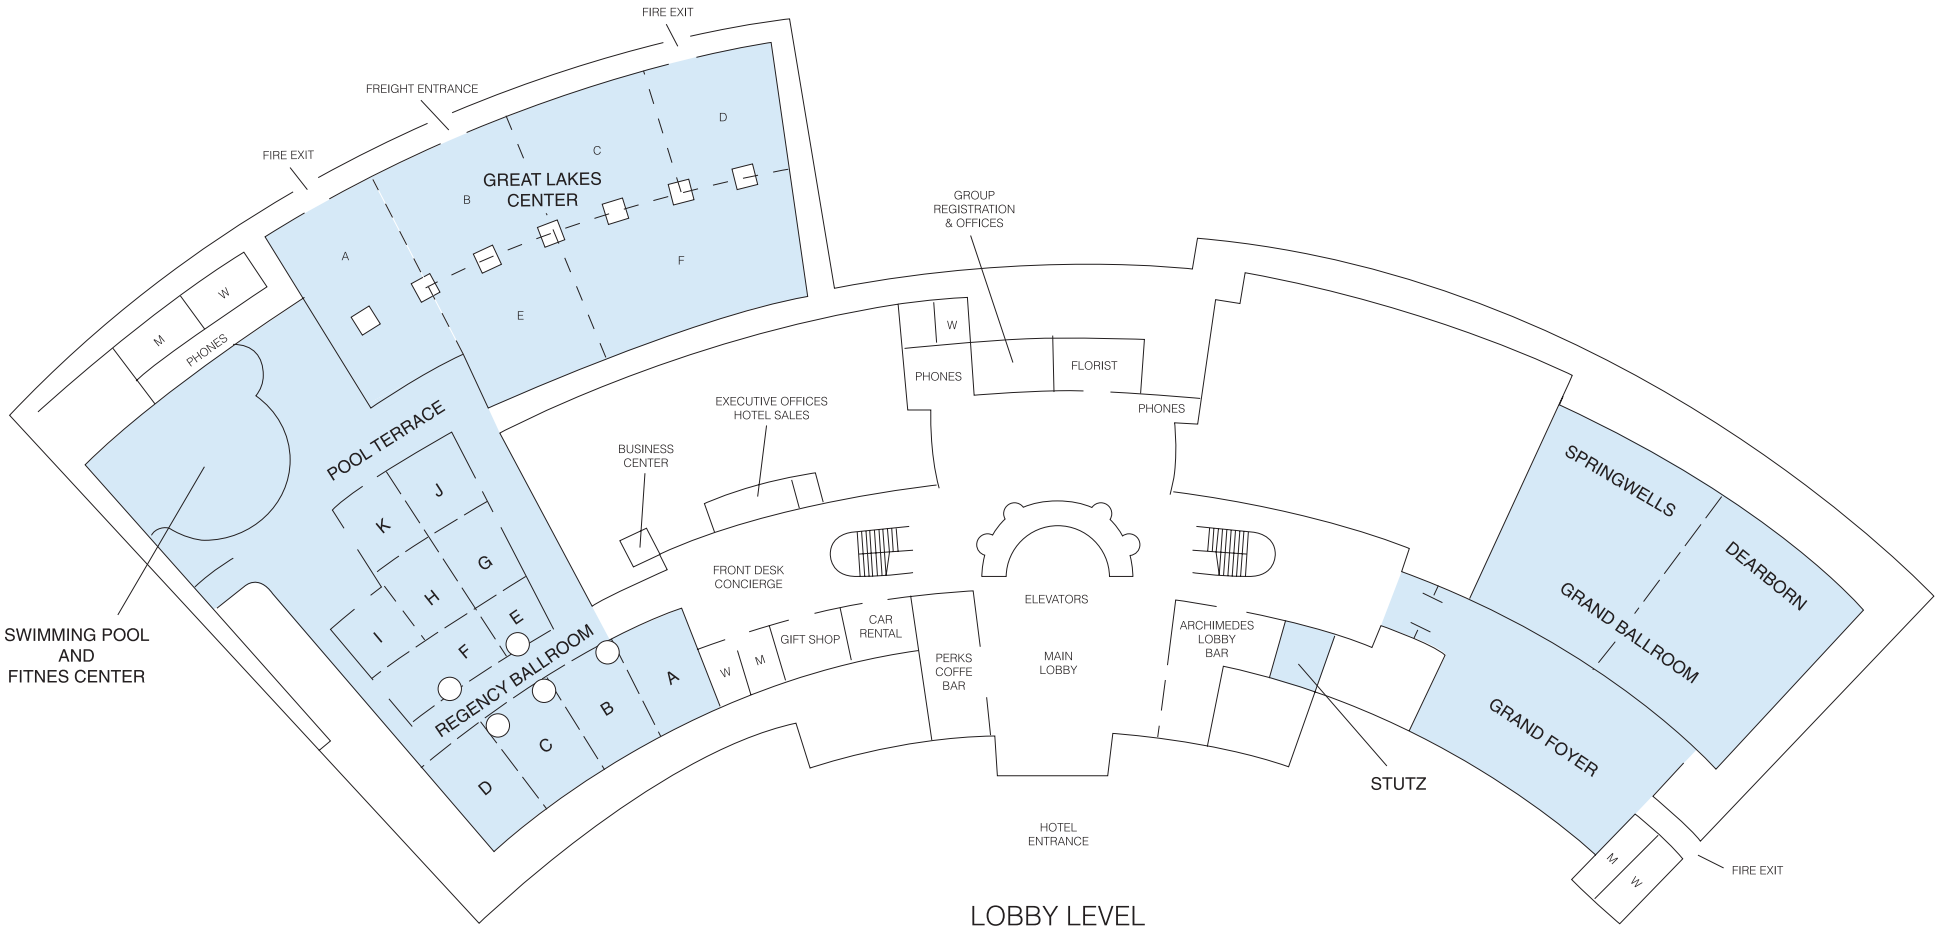 FIRE EXIT
FREIGHT ENTRANCE
FIRE EXIT
D
C
GREAT LAKES
CENTER
B
A
F
E
W
M
PHONES
GROUP
REGISTRATION
& OFFICES
W
PHONES
FLORIST
PHONES
EXECUTIVE OFFICES
HOTEL SALES
BUSINESS
CENTER
POOL TERRACE
J
K
G
H
E
I
F
REGENCY BALLROOM
A
B
C
D
SWIMMING POOL
AND
FITNES CENTER
FRONT DESK
CONCIERGE
W
M
GIFT SHOP
CAR
RENTAL
PERKS
COFFE
BAR
ELEVATORS
MAIN
LOBBY
ARCHIMEDES
LOBBY
BAR
STUTZ
SPRINGWELLS
DEARBORN
GRAND BALLROOM
GRAND FOYER
HOTEL
ENTRANCE
M
W
FIRE EXIT
LOBBY LEVEL